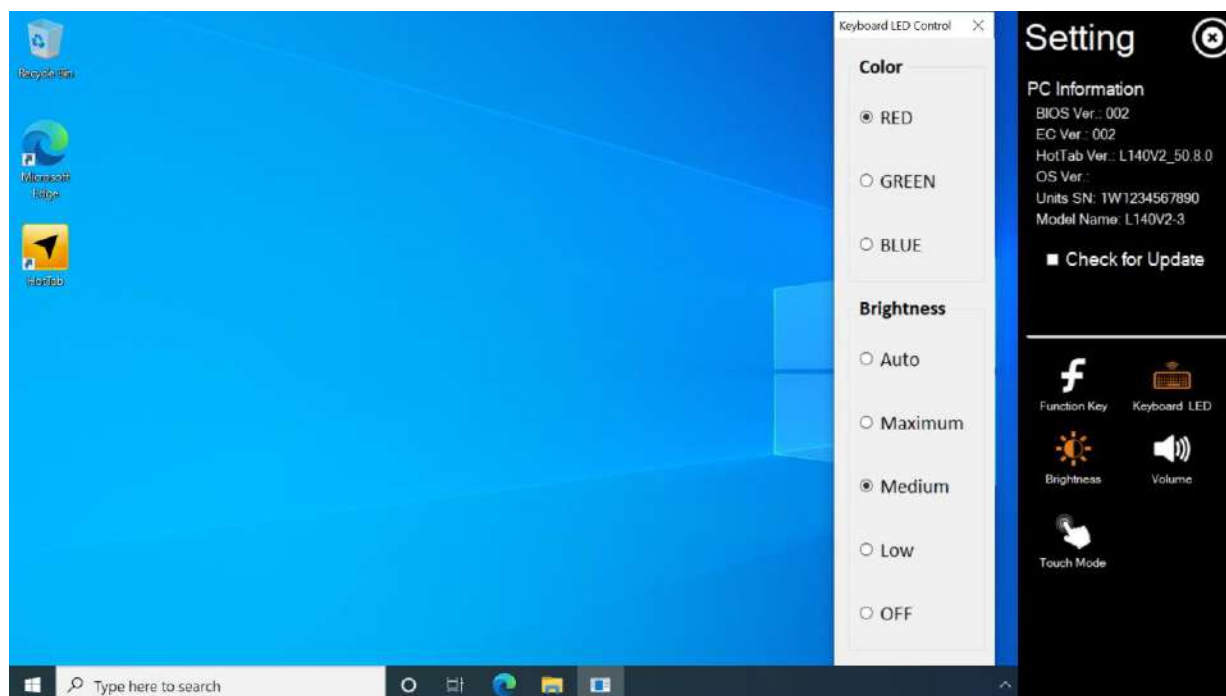 Recycle Bin
Microsoft
Edge
HotTab
Keyboard LED Control
Color
RED
GREEN
BLUE
Brightness
Auto
Maximum
Medium
Low
OFF
Setting
PC Information
BIOS Ver.: 002
EC Ver.: 002
HotTab Ver.: L140V2_50.8.0
OS Ver.:
Units SN: 1W1234567890
Model Name: L140V2-3
Check for Update
Function Key
Keyboard LED
Brightness
Volume
Touch Mode
Type here to search